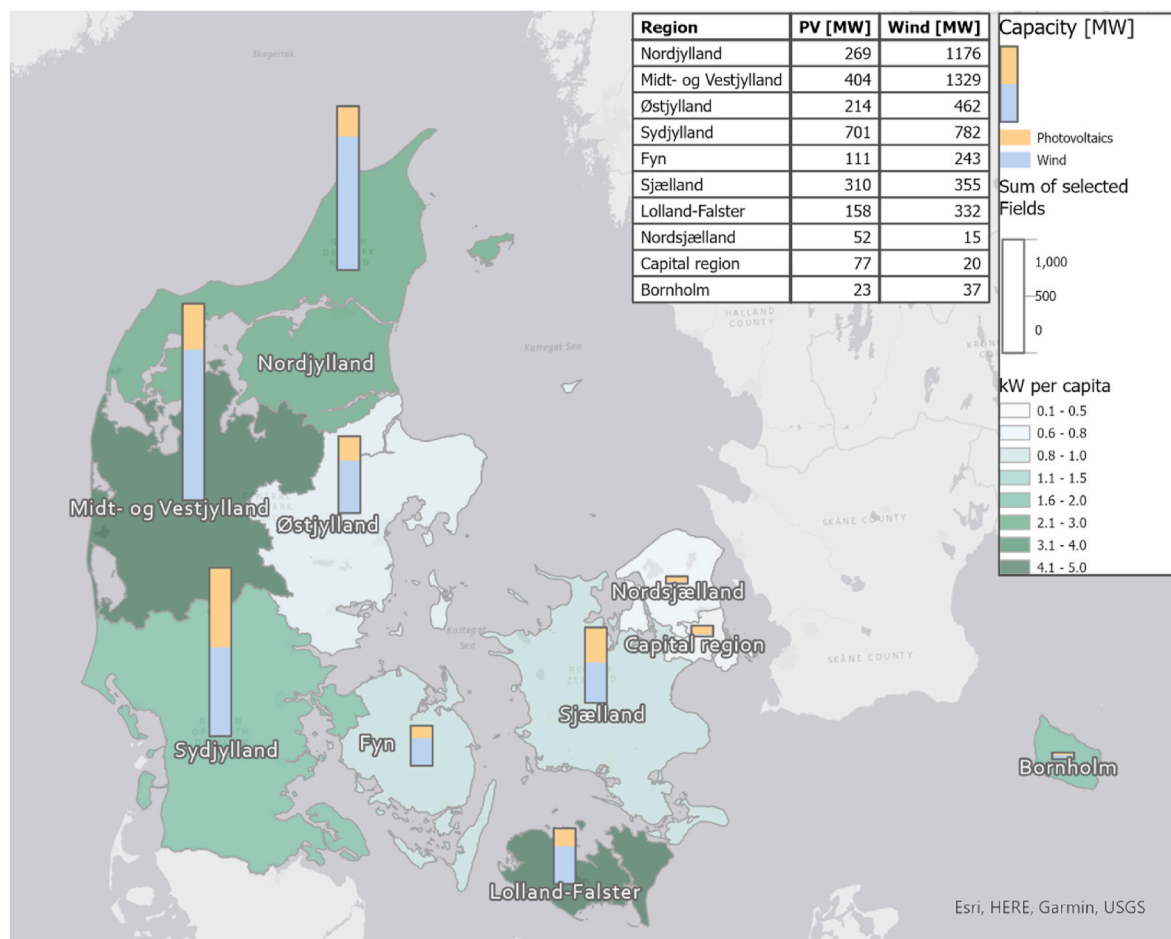 Skagerrak
Region PV [MW] Wind [MW]
Nordjylland 269 1176
Midt- og Vestjylland 404 1329
Østjylland 214 462
Sydjylland 701 782
Fyn 111 243
Sjælland 310 355
Lolland-Falster 158 332
Nordsjælland 52 15
Capital region 77 20
Bornholm 23 37
Capacity [MW]
Photovoltaics
Wind
Sum of selected
Fields
1,000
500
0
kW per capita
0.1 - 0.5
0.6 - 0.8
0.8 - 1.0
1.1 - 1.5
1.6 - 2.0
2.1 - 3.0
3.1 - 4.0
4.1 - 5.0
HALLAND
COUNTY
Kattegat Sea
Nordjylland
Midt- og Vestjylland
Østjylland
SKÅNE COUNTY
Nordsjælland
Kattegat
Sea
Capital region
SKÅNE COUNTY
Sjælland
Sydjylland
Fyn
Bornholm
Lolland-Falster
Esri, HERE, Garmin, USGS